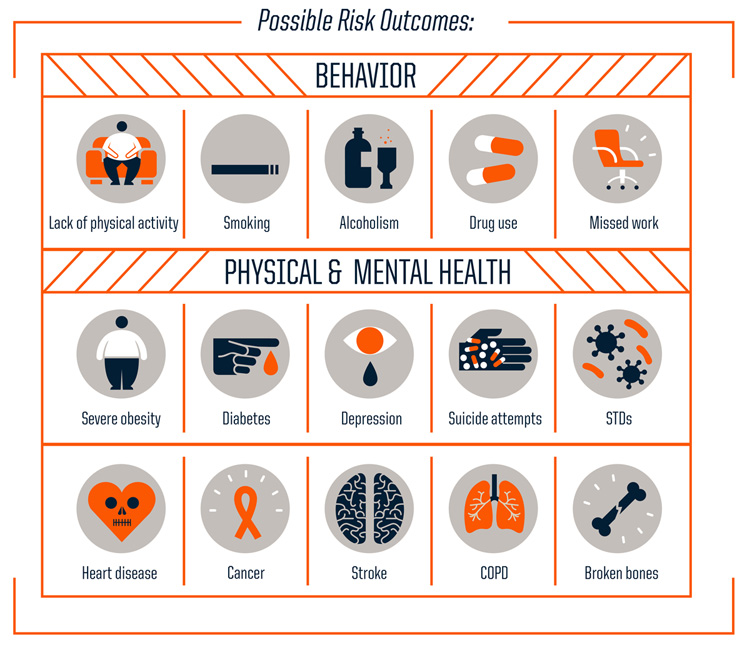 Possible Risk Outcomes:
BEHAVIOR
Lack of physical activity
Smoking
Alcoholism
Drug use
Missed work
PHYSICAL & MENTAL HEALTH
Severe obesity
Diabetes
Depression
Suicide attempts
STDs
Heart disease
Cancer
Stroke
COPD
Broken bones